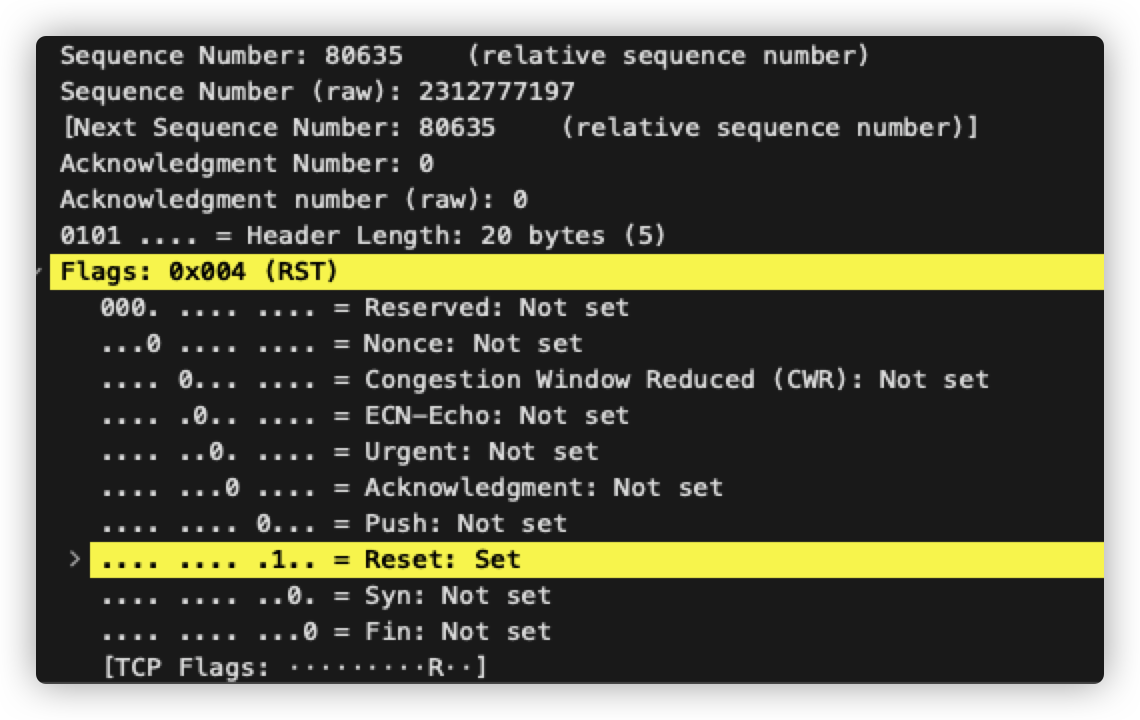 Sequence Number: 80635    (relative sequence number)
Sequence Number (raw): 2312777197
[Next Sequence Number: 80635    (relative sequence number)]
Acknowledgment Number: 0
Acknowledgment number (raw): 0
0101 .... = Header Length: 20 bytes (5)
Flags: 0x004 (RST)
000. .... .... = Reserved: Not set
...0 .... .... = Nonce: Not set
.... 0... .... = Congestion Window Reduced (CWR): Not set
.... .0.. .... = ECN-Echo: Not set
.... ..0. .... = Urgent: Not set
.... ...0 .... = Acknowledgment: Not set
.... .... 0... = Push: Not set
.... .... .1.. = Reset: Set
.... .... ..0. = Syn: Not set
.... .... ...0 = Fin: Not set
[TCP Flags: ·········R··]